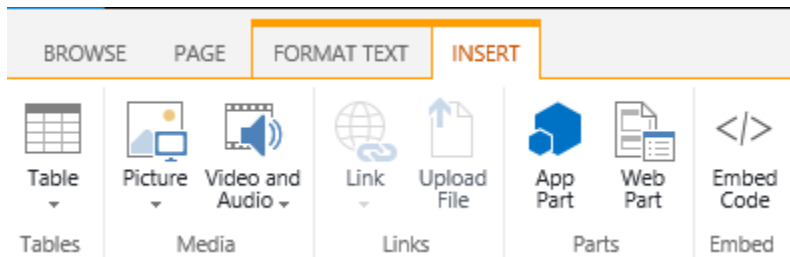 BROWSE PAGE FORMAT TEXT INSERT
Table Picture Video and Audio Link Upload File App Part Web Part Embed Code
Tables Media Links Parts Embed